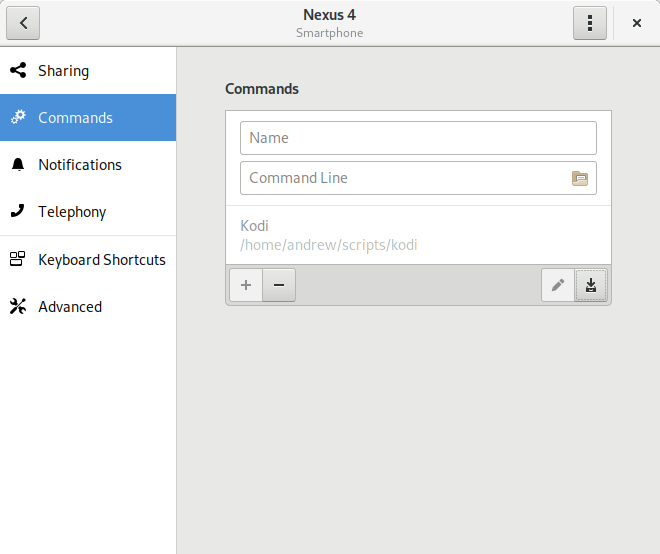 Nexus 4
Smartphone
Sharing
Commands
Notifications
Telephony
Keyboard Shortcuts
Advanced
Commands
Name
Command Line
Kodi
/home/andrew/scripts/kodi